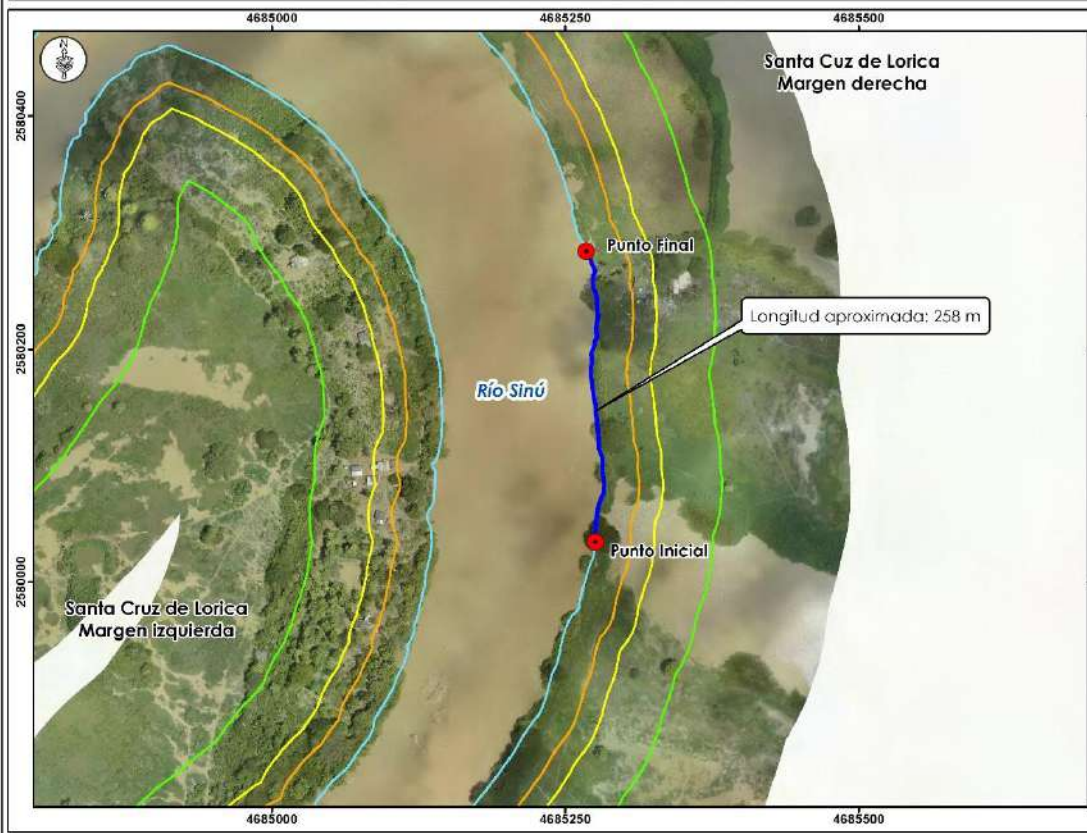 4685000
4685250
4685500
N
Santa Cuz de Lorica
Margen derecha
2580400
Punto Final
Longitud aproximada: 258 m
2580200
Río Sinú
Punto Inicial
2580000
Santa Cruz de Lorica
Margen izquierda
4685000
4685250
4685500